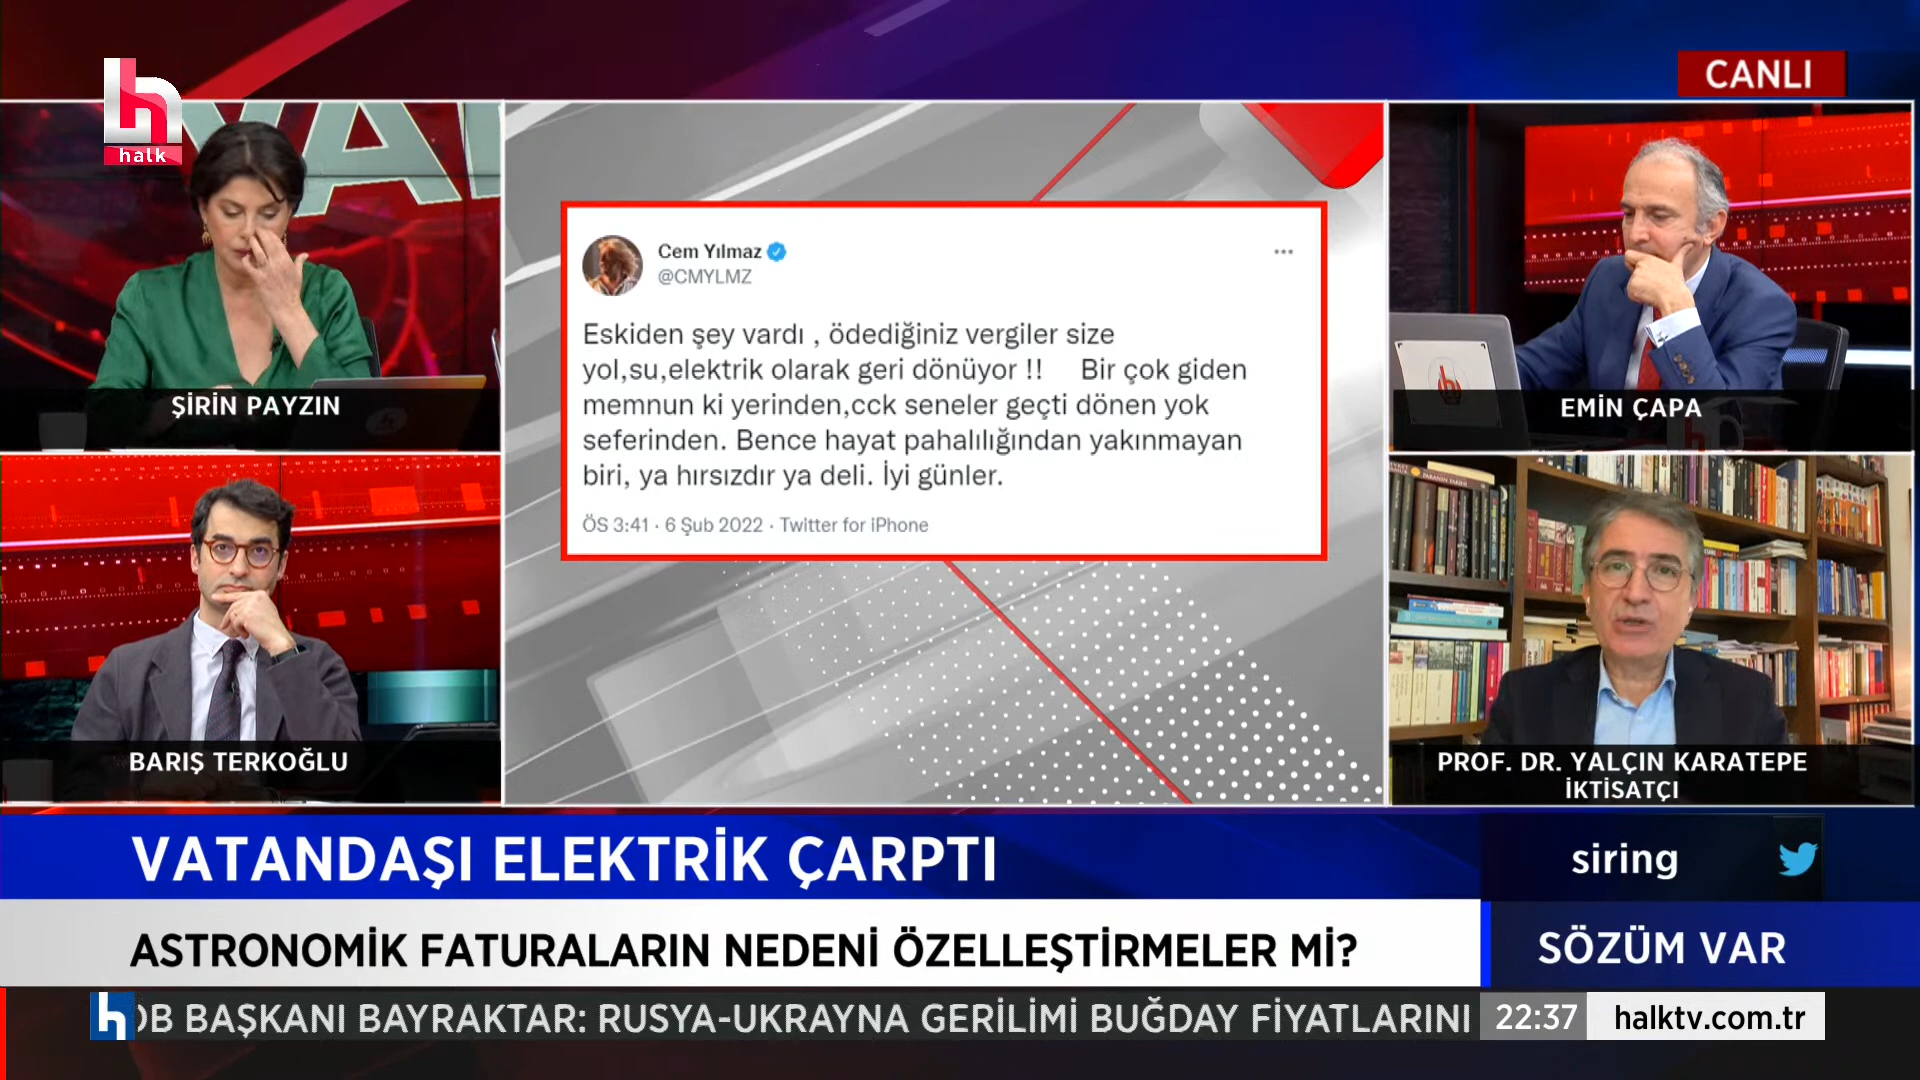 CANLI
halk
ŞİRİN PAYZIN
Cem Yılmaz
@CMYLMZ
Eskiden şey vardı , ödediğiniz vergiler size
yol,su,elektrik olarak geri dönüyor !! Bir çok giden
memnun ki yerinden,cck seneler geçti dönen yok
seferinden. Bence hayat pahalılığından yakınmayan
biri, ya hırsızdır ya deli. İyi günler.
ÖS 3:41 · 6 Şub 2022 · Twitter for iPhone
EMİN ÇAPA
BARIŞ TERKOĞLU
PROF. DR. YALÇIN KARATEPE
İKTİSATÇI
VATANDAŞI ELEKTRİK ÇARPTI
siring
ASTRONOMİK FATURALARIN NEDENİ ÖZELLEŞTİRMELER Mİ?
SÖZÜM VAR
BAŞKANI BAYRAKTAR: RUSYA-UKRAYNA GERİLİMİ BUĞDAY FİYATLARINI
22:37
halktv.com.tr